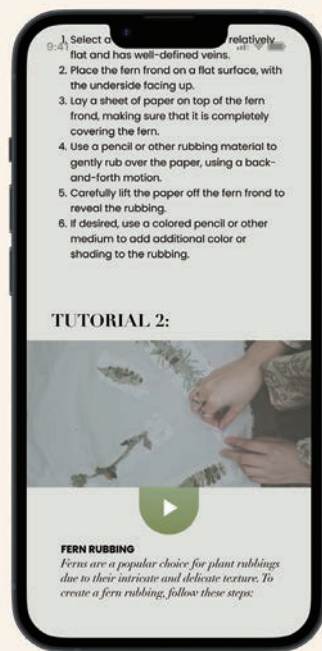 9:41
1. Select a relatively
flat and has well-defined veins.
2. Place the fern frond on a flat surface, with
the underside facing up.
3. Lay a sheet of paper on top of the fern
frond, making sure that it is completely
covering the fern.
4. Use a pencil or other rubbing material to
gently rub over the paper, using a back-
and-forth motion.
5. Carefully lift the paper off the fern frond to
reveal the rubbing.
6. If desired, use a colored pencil or other
medium to add additional color or
shading to the rubbing.
TUTORIAL 2:
FERN RUBBING
Ferns are a popular choice for plant rubbings
due to their intricate and delicate texture. To
create a fern rubbing, follow these steps: